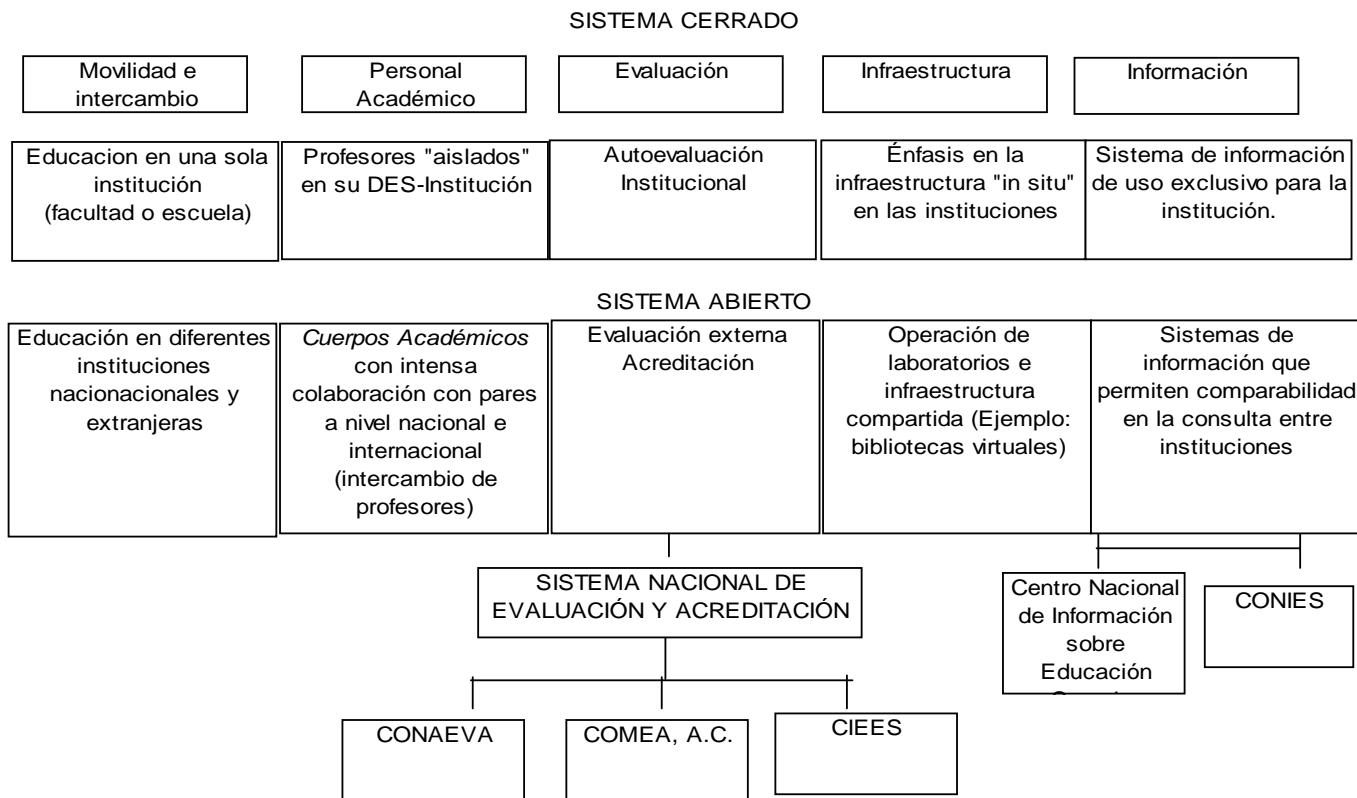 SISTEMA CERRADO
Movilidad e
intercambio
Personal
Académico
Evaluación
Infraestructura
Información
Educacion en una sola
institución
(facultad o escuela)
Profesores "aislados"
en su DES-Institución
Autoevaluación
Institucional
Énfasis en la
infraestructura "in situ"
en las instituciones
Sistema de información
de uso exclusivo para la
institución.
SISTEMA ABIERTO
Educación en diferentes
instituciones
nacionacionales y
extranjeras
Cuerpos Académicos
con intensa
colaboración con pares
a nivel nacional e
internacional
(intercambio de
profesores)
Evaluación externa
Acreditación
Operación de
laboratorios e
infraestructura
compartida (Ejemplo:
bibliotecas virtuales)
Sistemas de
información que
permiten comparabilidad
en la consulta entre
instituciones
SISTEMA NACIONAL DE
EVALUACIÓN Y ACREDITACIÓN
Centro Nacional
de Información
sobre
Educación
CONIES
CONAEVA
COMEA, A.C.
CIEES